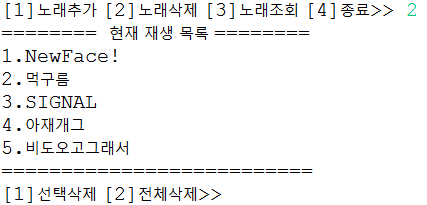 [1]노래추가 [2]노래삭제 [3]노래조회 [4]종료>> 2
======== 현재 재생 목록 ========
1.NewFace!
2.먹구름
3.SIGNAL
4.아재개그
5.비도오고그래서
==========================
[1]선택삭제 [2]전체삭제>>